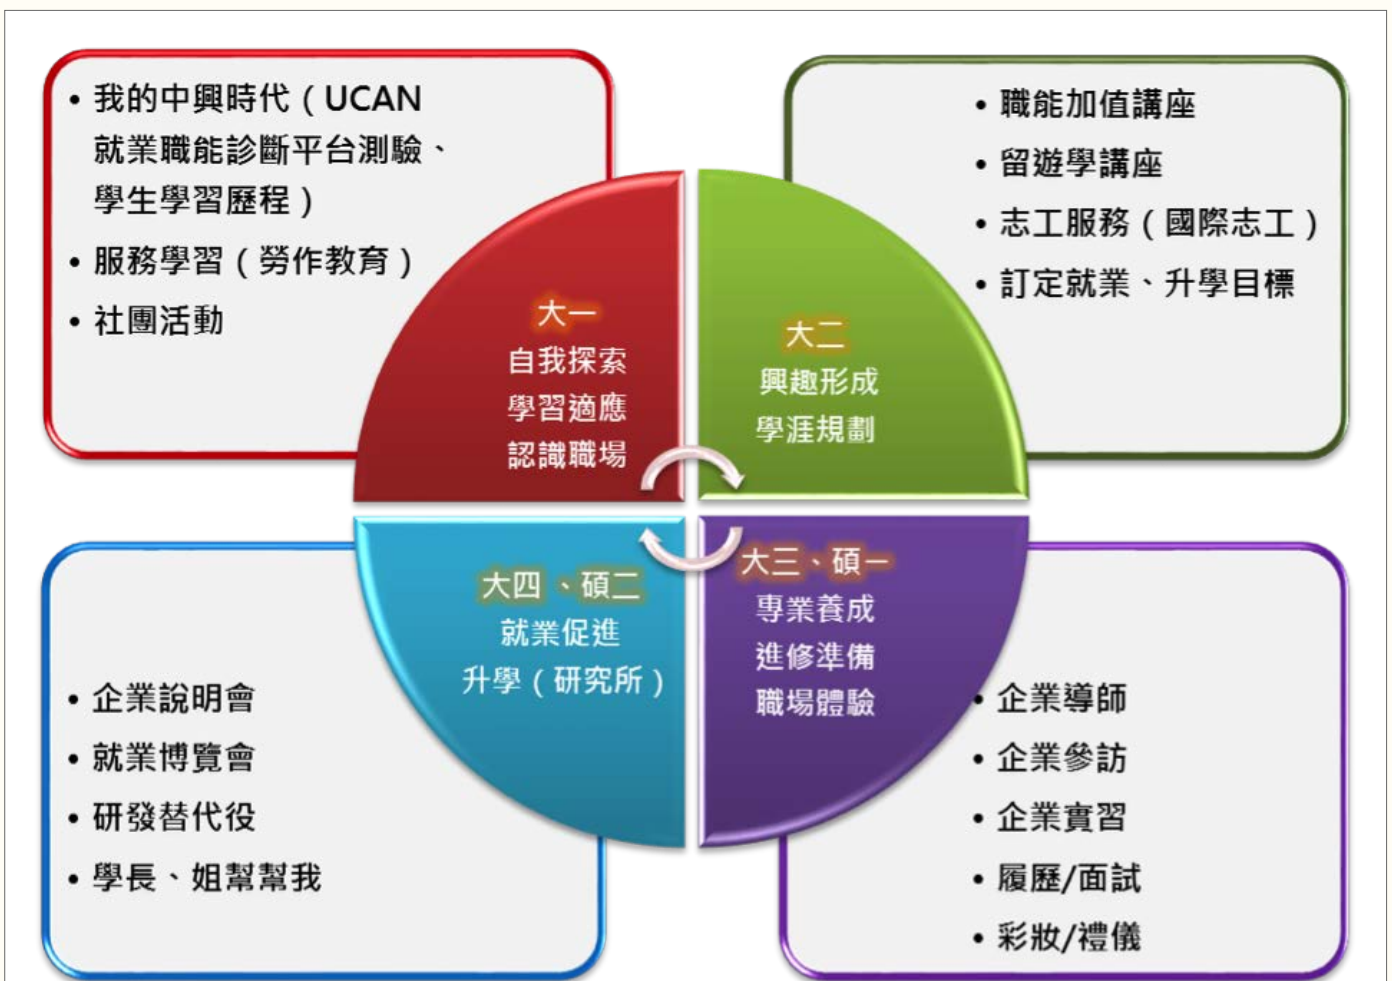 • 我的中興時代（UCAN
就業職能診斷平台測驗、
學生學習歷程）
• 服務學習（勞作教育）
• 社團活動
大一
自我探索
學習適應
認識職場
• 職能加值講座
• 留遊學講座
• 志工服務（國際志工）
• 訂定就業、升學目標
大二
興趣形成
學涯規劃
大四、碩二
就業促進
升學（研究所）
• 企業說明會
• 就業博覽會
• 研發替代役
• 學長、姐幫幫我
大三、碩一
專業養成
進修準備
職場體驗
• 企業導師
• 企業參訪
• 企業實習
• 履歷/面試
• 彩妝/禮儀